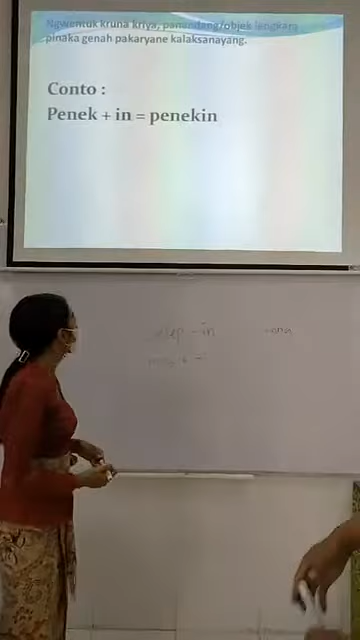 Ngwentuk kruna kriya, panandang/objek lengkara
pinaka genah pakaryane kalaksanayang.
Conto :
Penek + in = penekin